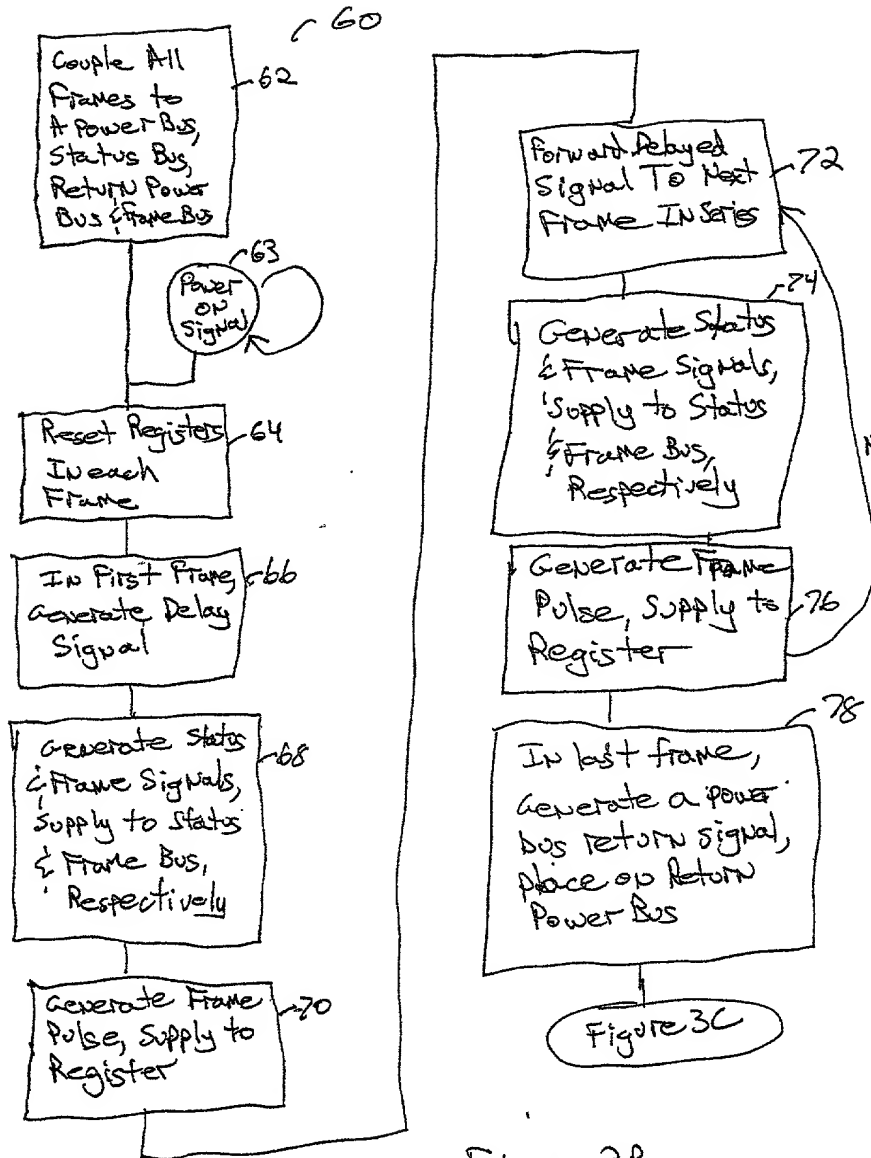 60
Couple All
Frames to
A Power Bus,
Status Bus,
Return Power
Bus & Frame Bus
62
63
Power
on
Signal
Reset Registers
In each
Frame
64
In First Frame,
Generate Delay
Signal
66
Generate Status
& Frame Signals,
Supply to Status
& Frame Bus,
Respectively
68
Generate Frame
Pulse, Supply to
Register
70
Forward Delayed
Signal To Next
Frame In Series
72
Generate Status
& Frame Signals,
Supply to Status
& Frame Bus,
Respectively
74
Generate Frame
Pulse, Supply to
Register
76
In last frame,
Generate a power
bus return signal,
place on Return
Power Bus
78
Figure 3C